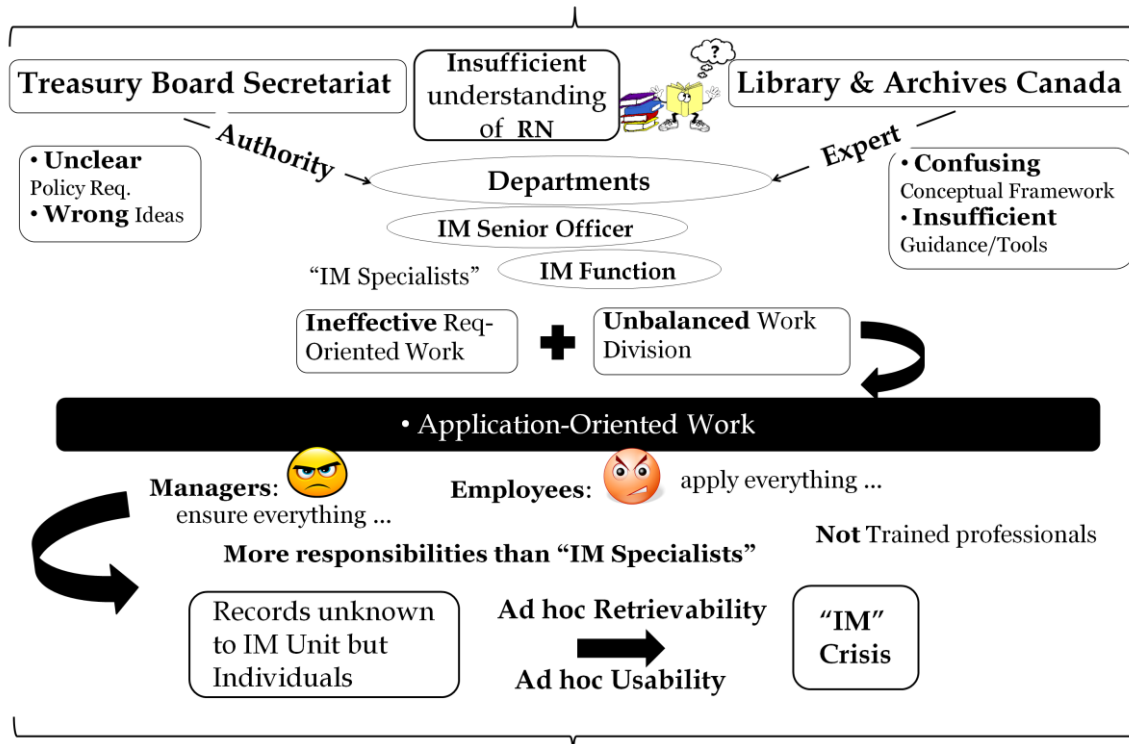 Treasury Board Secretariat
Insufficient
understanding
of RN
?
Library & Archives Canada
Authority
Expert
• Unclear
Policy Req.
• Wrong Ideas
Departments
• Confusing
Conceptual Framework
• Insufficient
Guidance/Tools
IM Senior Officer
"IM Specialists"
IM Function
Ineffective Req-
Oriented Work
Unbalanced Work
Division
• Application-Oriented Work
Managers:
ensure everything ...
Employees:
apply everything ...
Not Trained professionals
More responsibilities than "IM Specialists"
Records unknown
to IM Unit but
Individuals
Ad hoc Retrievability
Ad hoc Usability
"IM"
Crisis